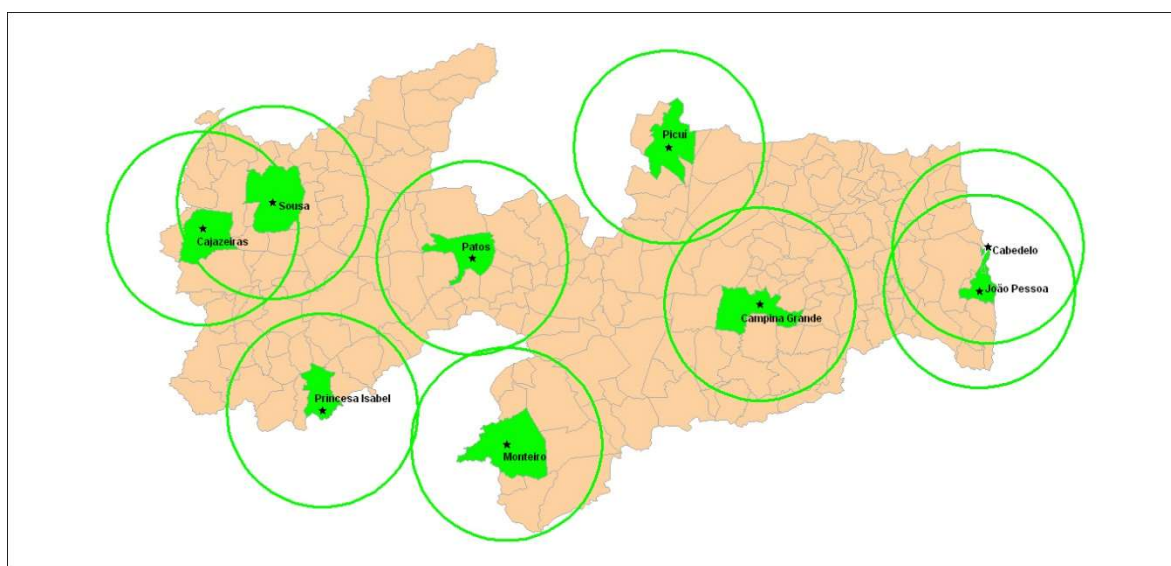 Picuí
Sousa
Cajazeiras
Patos
Cabedelo
João Pessoa
Campina Grande
Princesa Isabel
Monteiro